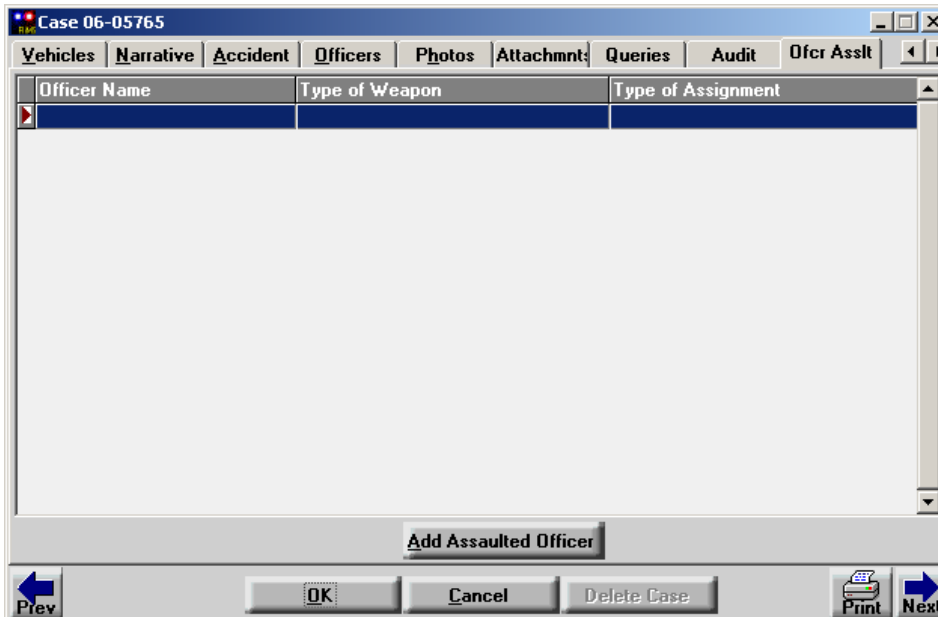 RMS Case 06-05765
Vehicles Narrative Accident Officers Photos Attachmnts Queries Audit Ofcr Asslt
Officer Name Type of Weapon Type of Assignment
Add Assaulted Officer
Prev OK Cancel Delete Case Print Next